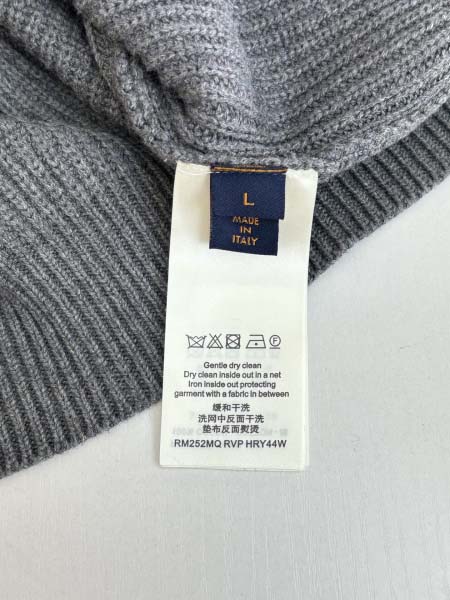 L
MADE
IN
ITALY
Gentle dry clean
Dry clean inside out in a net
Iron inside out protecting
garment with a fabric in between
缓和干洗
洗网中反面干洗
垫布反面熨烫
RM252MQ RVP HRY44W